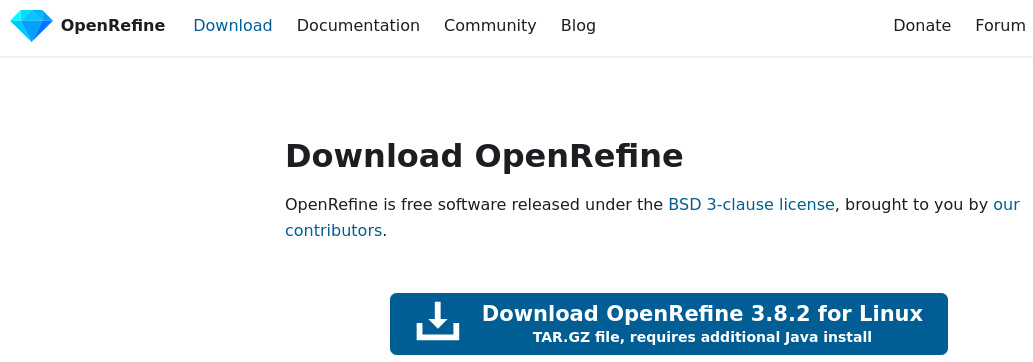 OpenRefine Download Documentation Community Blog Donate Forum
Download OpenRefine
OpenRefine is free software released under the BSD 3-clause license, brought to you by our
contributors.
Download OpenRefine 3.8.2 for Linux
TAR.GZ file, requires additional Java install